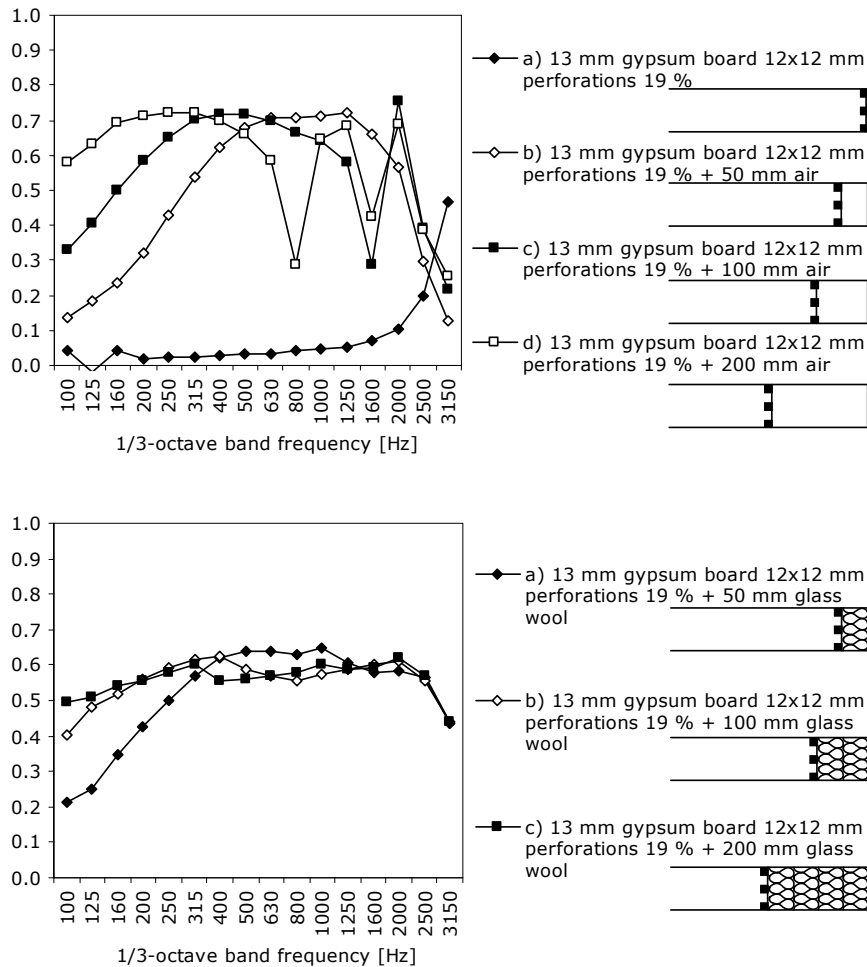 1.0
0.9
0.8
0.7
0.6
0.5
0.4
0.3
0.2
0.1
0.0
100
125
160
200
250
315
400
500
630
800
1000
1250
1600
2000
2500
3150
1/3-octave band frequency [Hz]
a) 13 mm gypsum board 12x12 mm
perforations 19 %
b) 13 mm gypsum board 12x12 mm
perforations 19 % + 50 mm air
c) 13 mm gypsum board 12x12 mm
perforations 19 % + 100 mm air
d) 13 mm gypsum board 12x12 mm
perforations 19 % + 200 mm air
1.0
0.9
0.8
0.7
0.6
0.5
0.4
0.3
0.2
0.1
0.0
100
125
160
200
250
315
400
500
630
800
1000
1250
1600
2000
2500
3150
1/3-octave band frequency [Hz]
a) 13 mm gypsum board 12x12 mm
perforations 19 % + 50 mm glass
wool
b) 13 mm gypsum board 12x12 mm
perforations 19 % + 100 mm glass
wool
c) 13 mm gypsum board 12x12 mm
perforations 19 % + 200 mm glass
wool